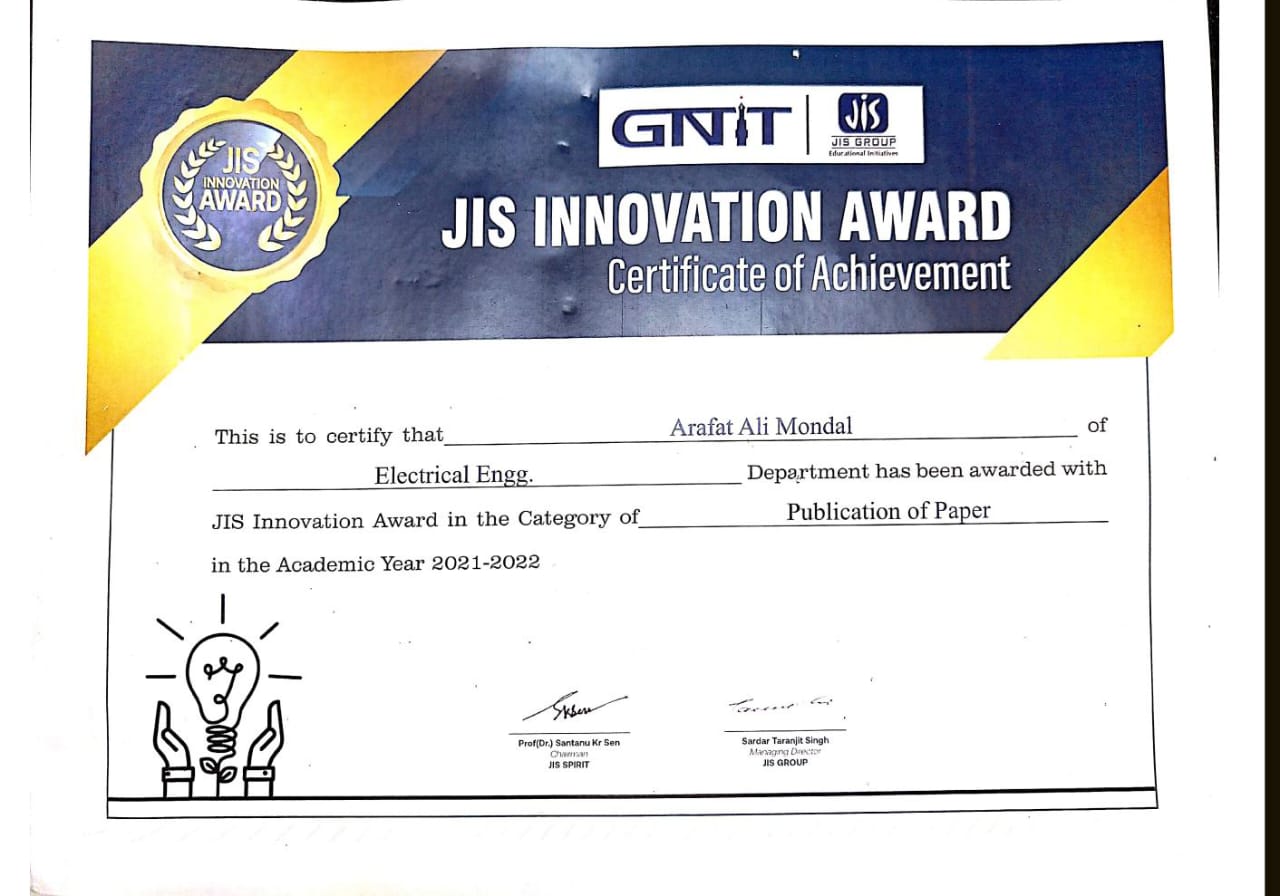 GNIT
JIS
JIS GROUP
Educational Initiatives
JIS
INNOVATION
AWARD
JIS INNOVATION AWARD
Certificate of Achievement
This is to certify that Arafat Ali Mondal of
Electrical Engg. Department has been awarded with
JIS Innovation Award in the Category of Publication of Paper
in the Academic Year 2021-2022
Prof(Dr.) Santanu Kr Sen
Chairman
JIS SPIRIT
Sardar Taranjit Singh
Managing Director
JIS GROUP